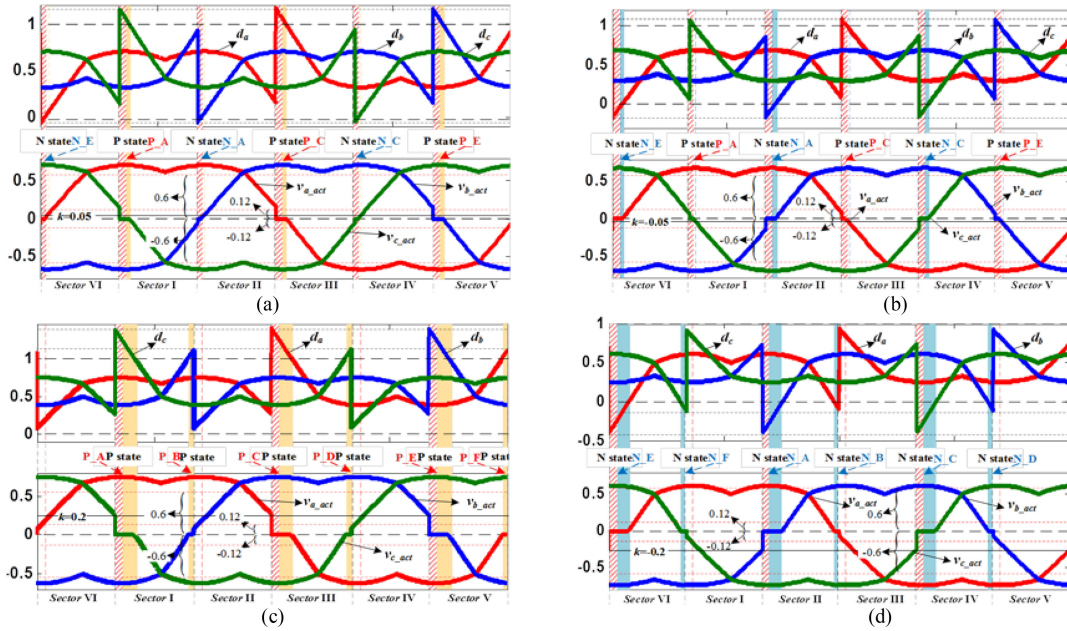 1
0.5
0
d_a
d_b
d_c
N state N_E
P state P_A
N state N_A
P state P_C
N state N_C
P state P_E
0.5
0
-0.5
k=0.05
0.6
-0.6
0.12
-0.12
v_a_act
v_b_act
v_c_act
Sector VI
Sector I
Sector II
Sector III
Sector IV
Sector V
(a)
1
0.5
0
d_a
d_b
d_c
N state N_E
P state P_A
N state N_A
P state P_C
N state N_C
P state P_E
0.5
0
-0.5
k=-0.05
0.6
-0.6
0.12
-0.12
v_a_act
v_b_act
v_c_act
Sector VI
Sector I
Sector II
Sector III
Sector IV
Sector V
(b)
1
0.5
0
d_c
d_a
d_b
P_A P state
P_B P state
P_C P state
P_D P state
P_E P state
P_F P state
0.5
0
-0.5
k=0.2
0.6
-0.6
0.12
-0.12
v_a_act
v_b_act
v_c_act
Sector VI
Sector I
Sector II
Sector III
Sector IV
Sector V
(c)
1
0.5
0
-0.5
d_c
d_a
d_b
N state N_E
N state N_F
N state N_A
N state N_B
N state N_C
N state N_D
0.5
0
-0.5
k=-0.2
0.12
-0.12
0.6
-0.6
v_a_act
v_b_act
v_c_act
Sector VI
Sector I
Sector II
Sector III
Sector IV
Sector V
(d)